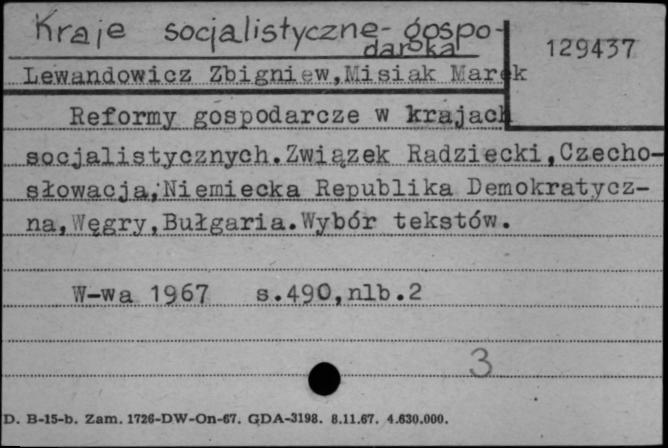 Kraje socjalistyczne - gospo-
darka
129437
Lewandowicz Zbigniew, Misiak Marek
Reformy gospodarcze w krajach
socjalistycznych. Związek Radziecki, Czecho-
słowacja, Niemiecka Republika Demokratycz-
na, Węgry, Bułgaria. Wybór tekstów.
W-wa 1967 s.490, nlb.2
3
D. B-15-b. Zam. 1726-DW-On-67. GDA-3198. 8.11.67. 4.630.000.